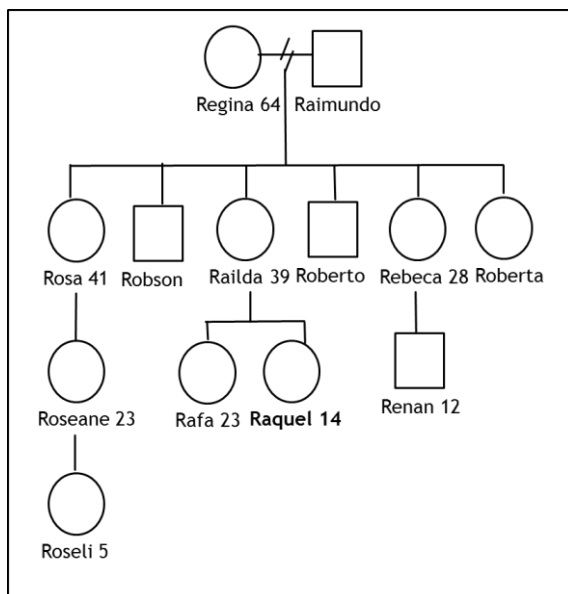 Regina 64 Raimundo
Rosa 41 Robson Railda 39 Roberto Rebeca 28 Roberta
Roseane 23 Rafa 23 Raquel 14 Renan 12
Roseli 5